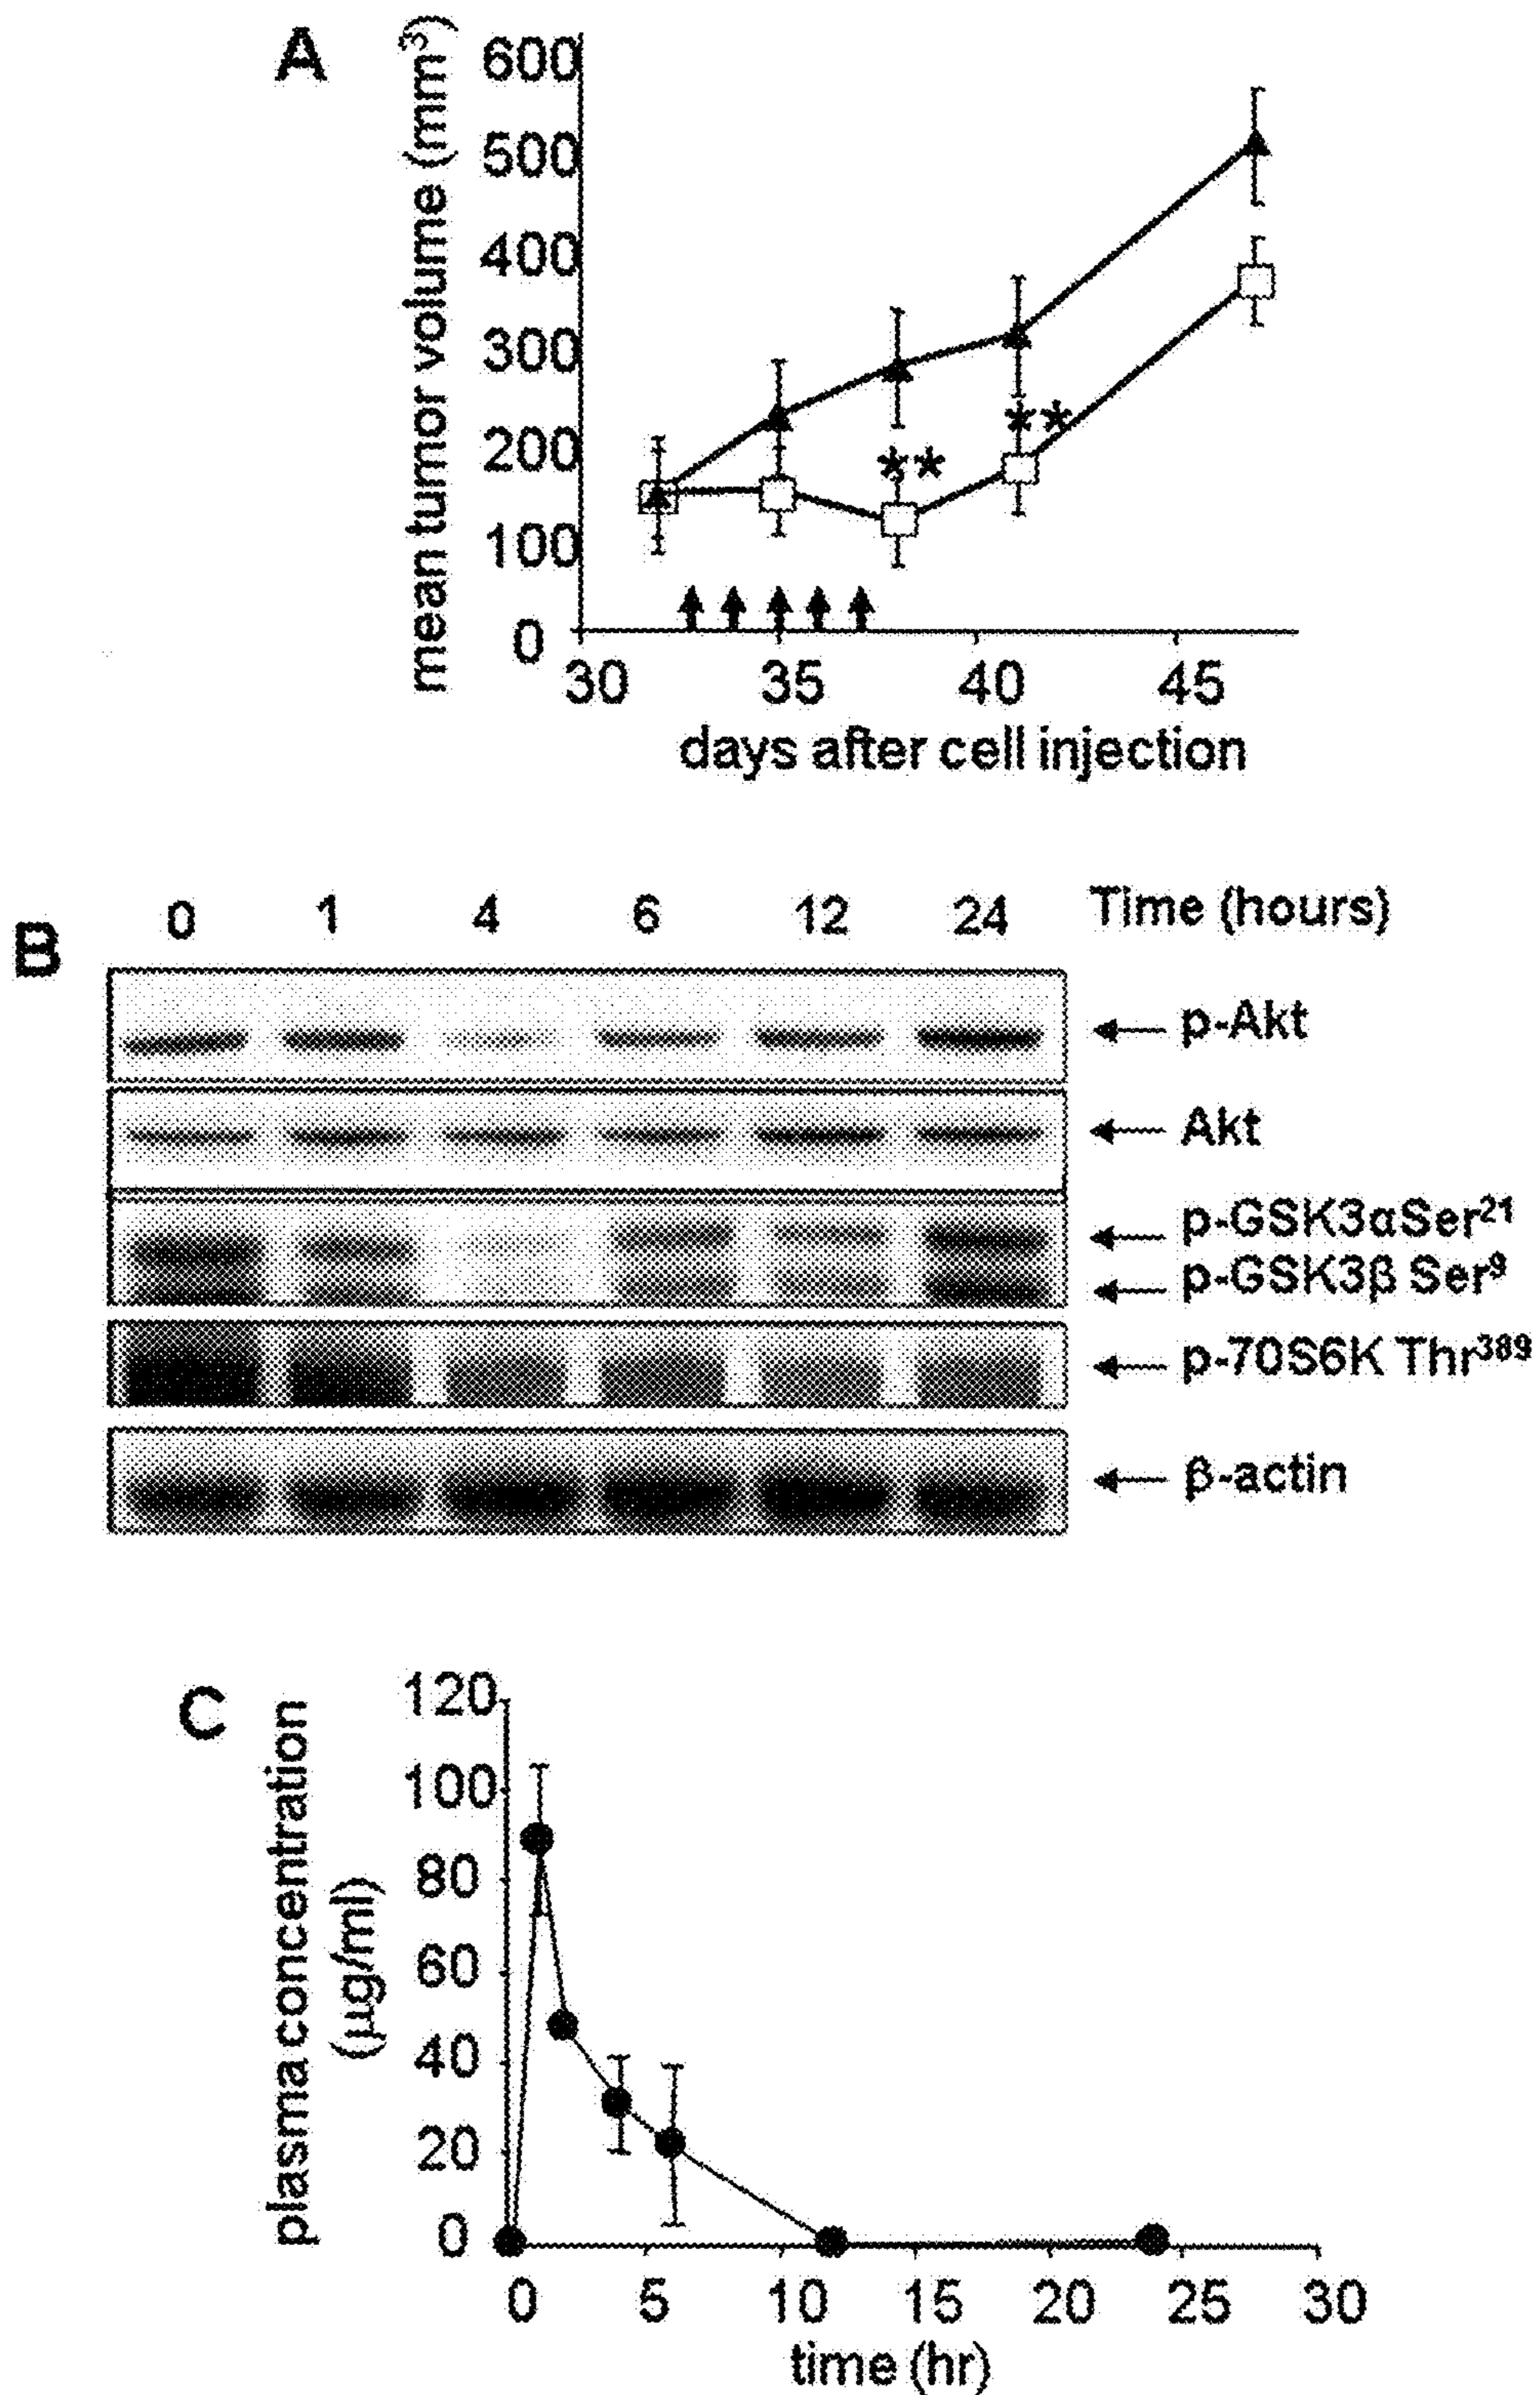 A
mean tumor volume (mm³)
600
500
400
300
200
100
0
**
**
30 35 40 45
days after cell injection
B
0 1 4 6 12 24 Time (hours)
p-Akt
Akt
p-GSK3αSer²¹
p-GSK3β Ser⁹
p-70S6K Thr³⁸⁹
β-actin
C
plasma concentration
(µg/ml)
120
100
80
60
40
20
0
0 5 10 15 20 25 30
time (hr)